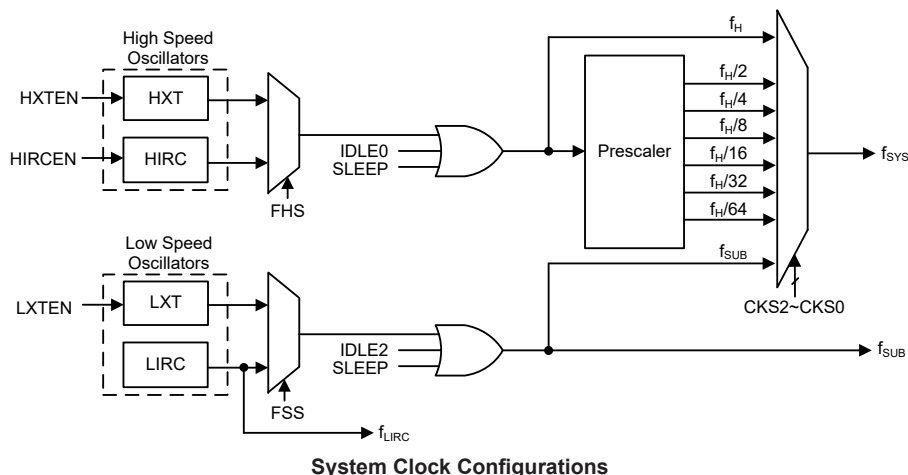 High Speed
Oscillators
HXTEN
HXT
HIRCEN
HIRC
FHS
IDLE0
SLEEP
Prescaler
fH
fH/2
fH/4
fH/8
fH/16
fH/32
fH/64
fSUB
fSYS
CKS2~CKS0
Low Speed
Oscillators
LXTEN
LXT
LIRC
FSS
IDLE2
SLEEP
fSUB
fLIRC
System Clock Configurations